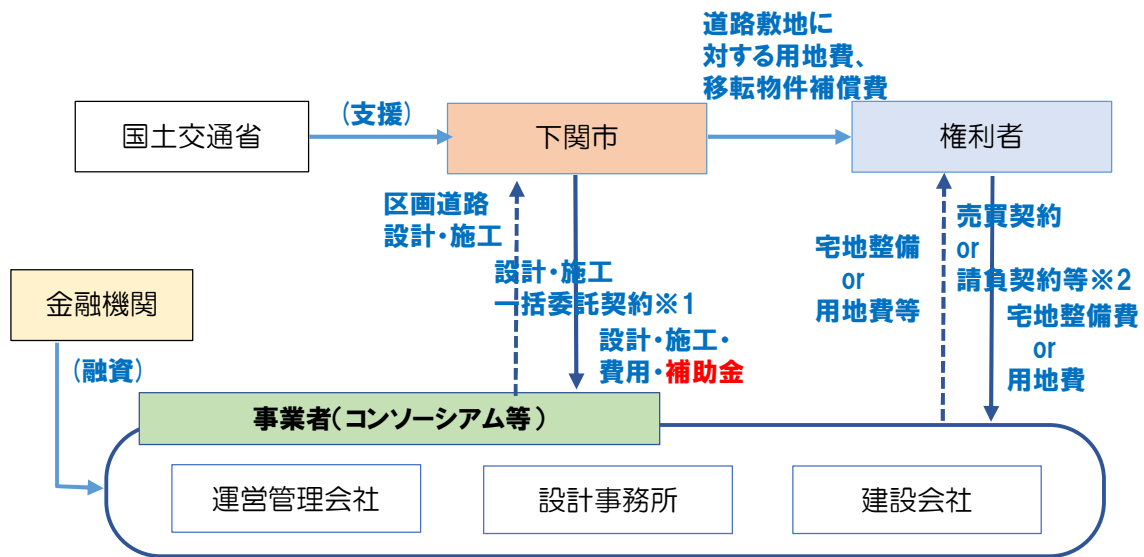 道路敷地に
対する用地費、
移転物件補償費
(支援)
国土交通省
下関市
権利者
区画道路
設計・施工
売買契約
or
請負契約等※2
宅地整備
or
用地費等
設計・施工
一括委託契約※1
金融機関
宅地整備費
or
用地費
設計・施工・
費用・補助金
(融資)
事業者(コンソーシアム等)
運営管理会社
設計事務所
建設会社